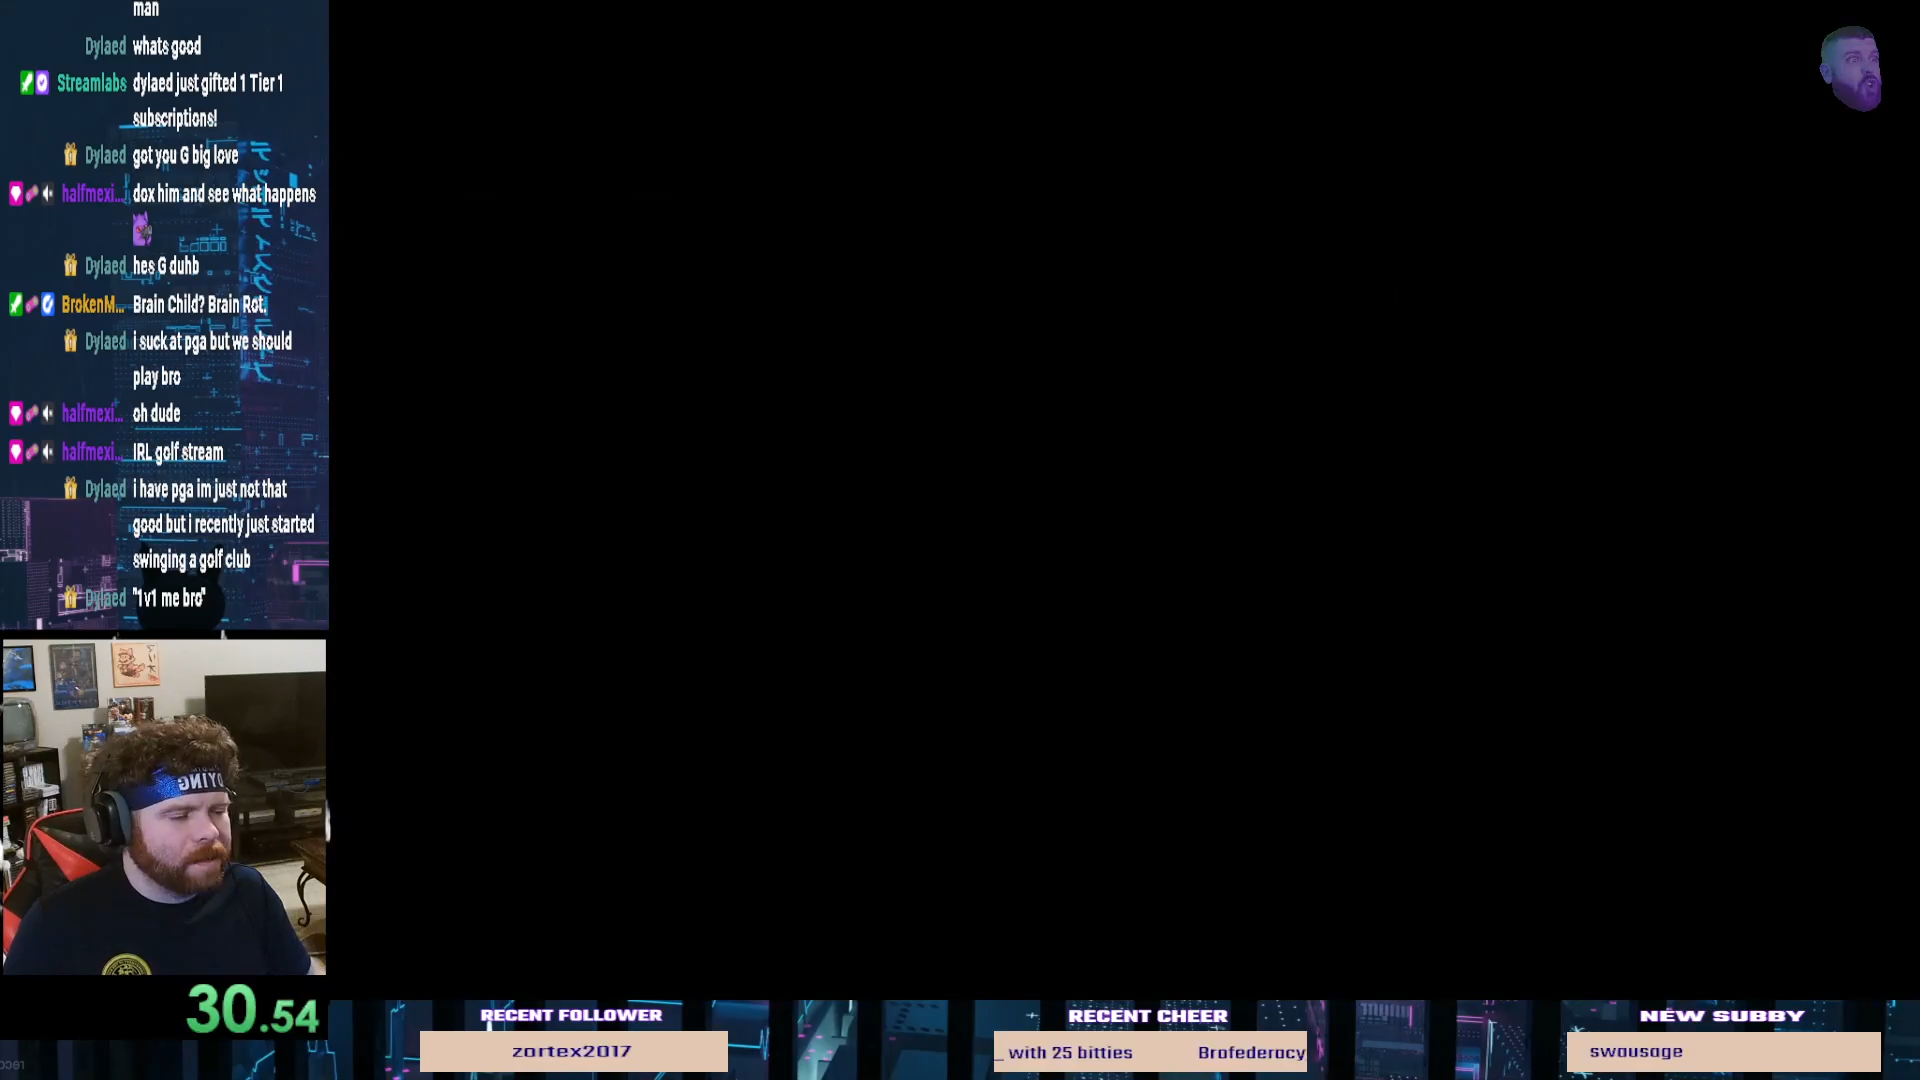 man
Dylaed whats good
Streamlabs dylaed just gifted 1 Tier 1
subscriptions!
Dylaed got you G big love
halfmexi... dox him and see what happens
Dylaed hes G duhb
BrokenM... Brain Child? Brain Rot.
Dylaed i suck at pga but we should
play bro
halfmexi... oh dude
halfmexi... IRL golf stream
Dylaed i have pga im just not that
good but i recently just started
swinging a golf club
Dylaed "1v1 me bro"
DYING
30.54
RECENT FOLLOWER
zortex2017
RECENT CHEER
_ with 25 bitties Brofederacy
NEW SUBBY
swausage